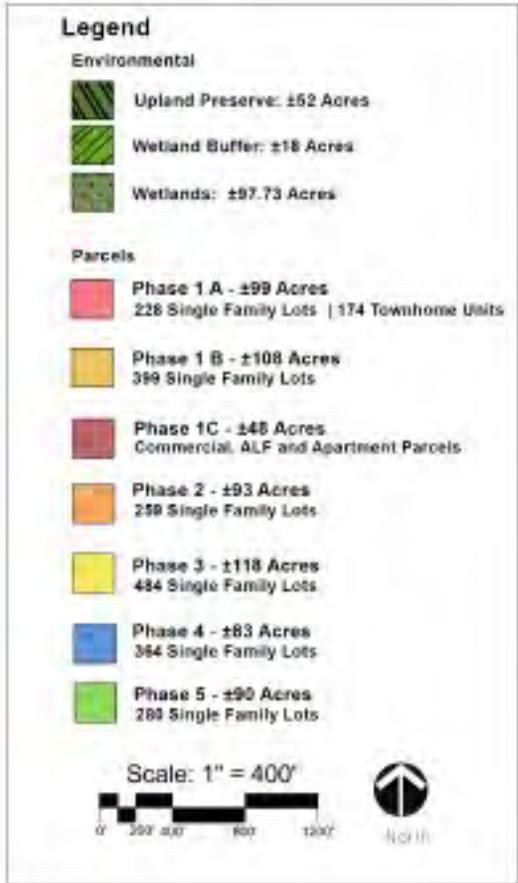 Legend
Environmental
Upland Preserve: ±52 Acres
Wetland Buffer: ±18 Acres
Wetlands: ±97.73 Acres
Parcels
Phase 1 A - ±99 Acres
228 Single Family Lots | 174 Townhome Units
Phase 1 B - ±108 Acres
399 Single Family Lots
Phase 1C - ±48 Acres
Commercial, ALF and Apartment Parcels
Phase 2 - ±93 Acres
259 Single Family Lots
Phase 3 - ±118 Acres
484 Single Family Lots
Phase 4 - ±83 Acres
364 Single Family Lots
Phase 5 - ±90 Acres
280 Single Family Lots
Scale: 1" = 400'
0' 200' 400' 800' 1200'
North